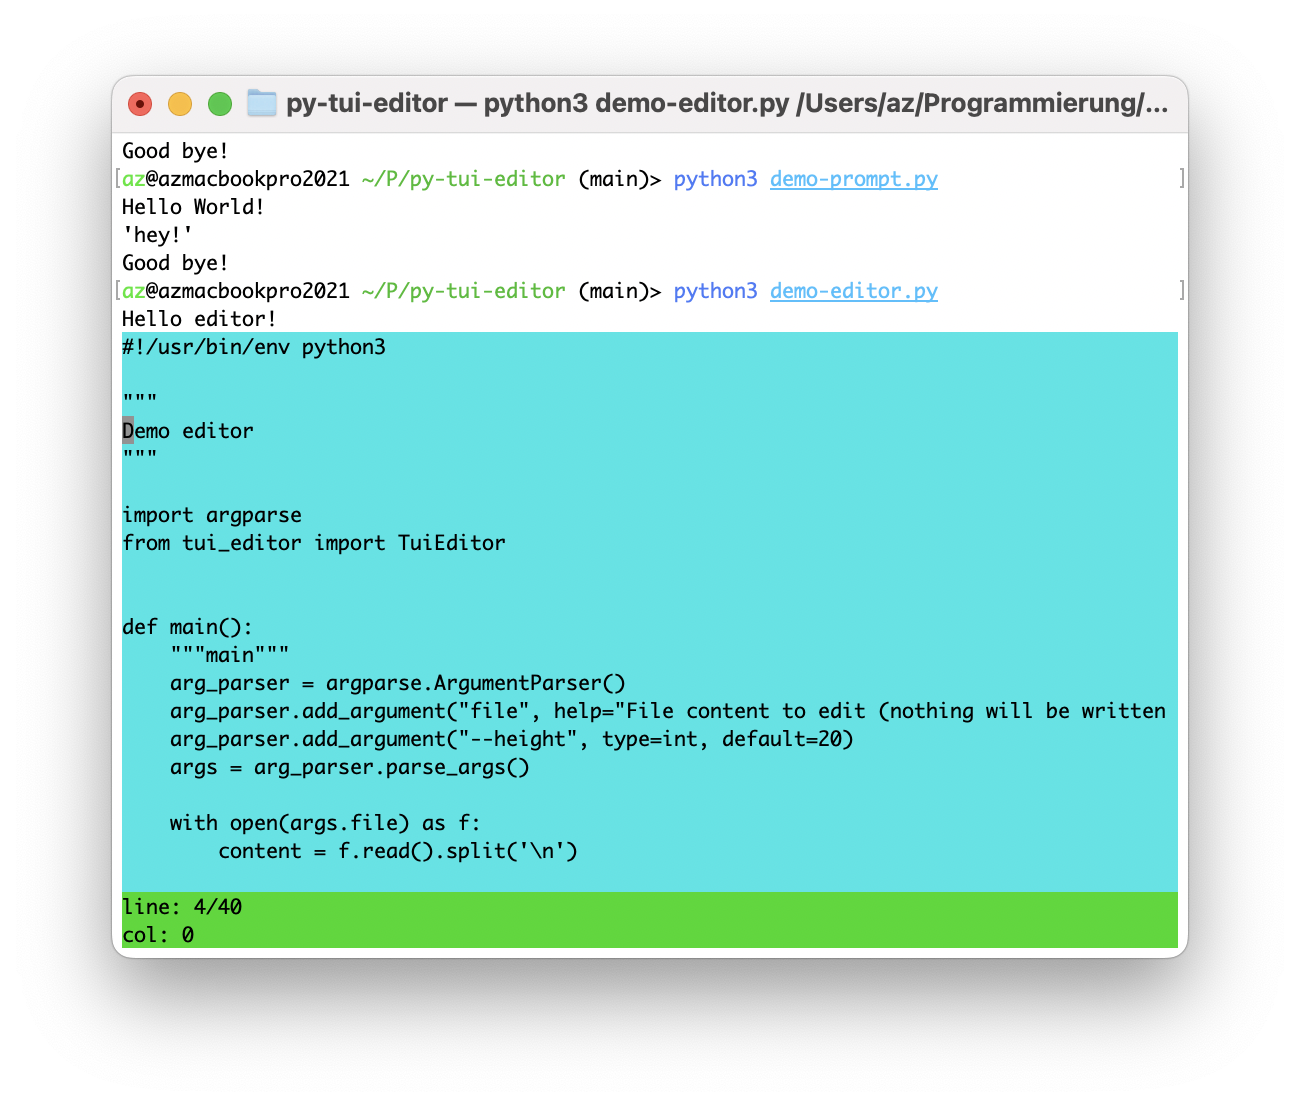 py-tui-editor — python3 demo-editor.py /Users/az/Programmierung/...
Good bye!
[az@azmacbookpro2021 ~/P/py-tui-editor (main)> python3 demo-prompt.py ]
Hello World!
'hey!'
Good bye!
[az@azmacbookpro2021 ~/P/py-tui-editor (main)> python3 demo-editor.py ]
Hello editor!
#!/usr/bin/env python3

"""
Demo editor
"""

import argparse
from tui_editor import TuiEditor


def main():
    """main"""
    arg_parser = argparse.ArgumentParser()
    arg_parser.add_argument("file", help="File content to edit (nothing will be written
    arg_parser.add_argument("--height", type=int, default=20)
    args = arg_parser.parse_args()

    with open(args.file) as f:
        content = f.read().split('\n')

line: 4/40
col: 0